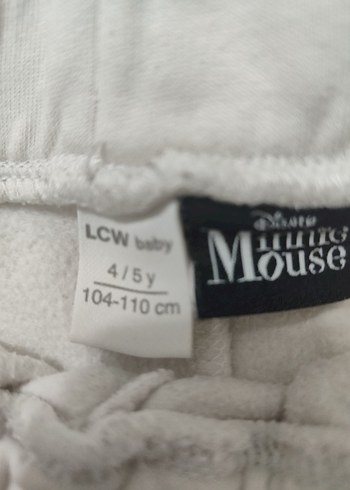 LCW baby
4/5 y
104-110 cm
Disney
Minnie
Mouse